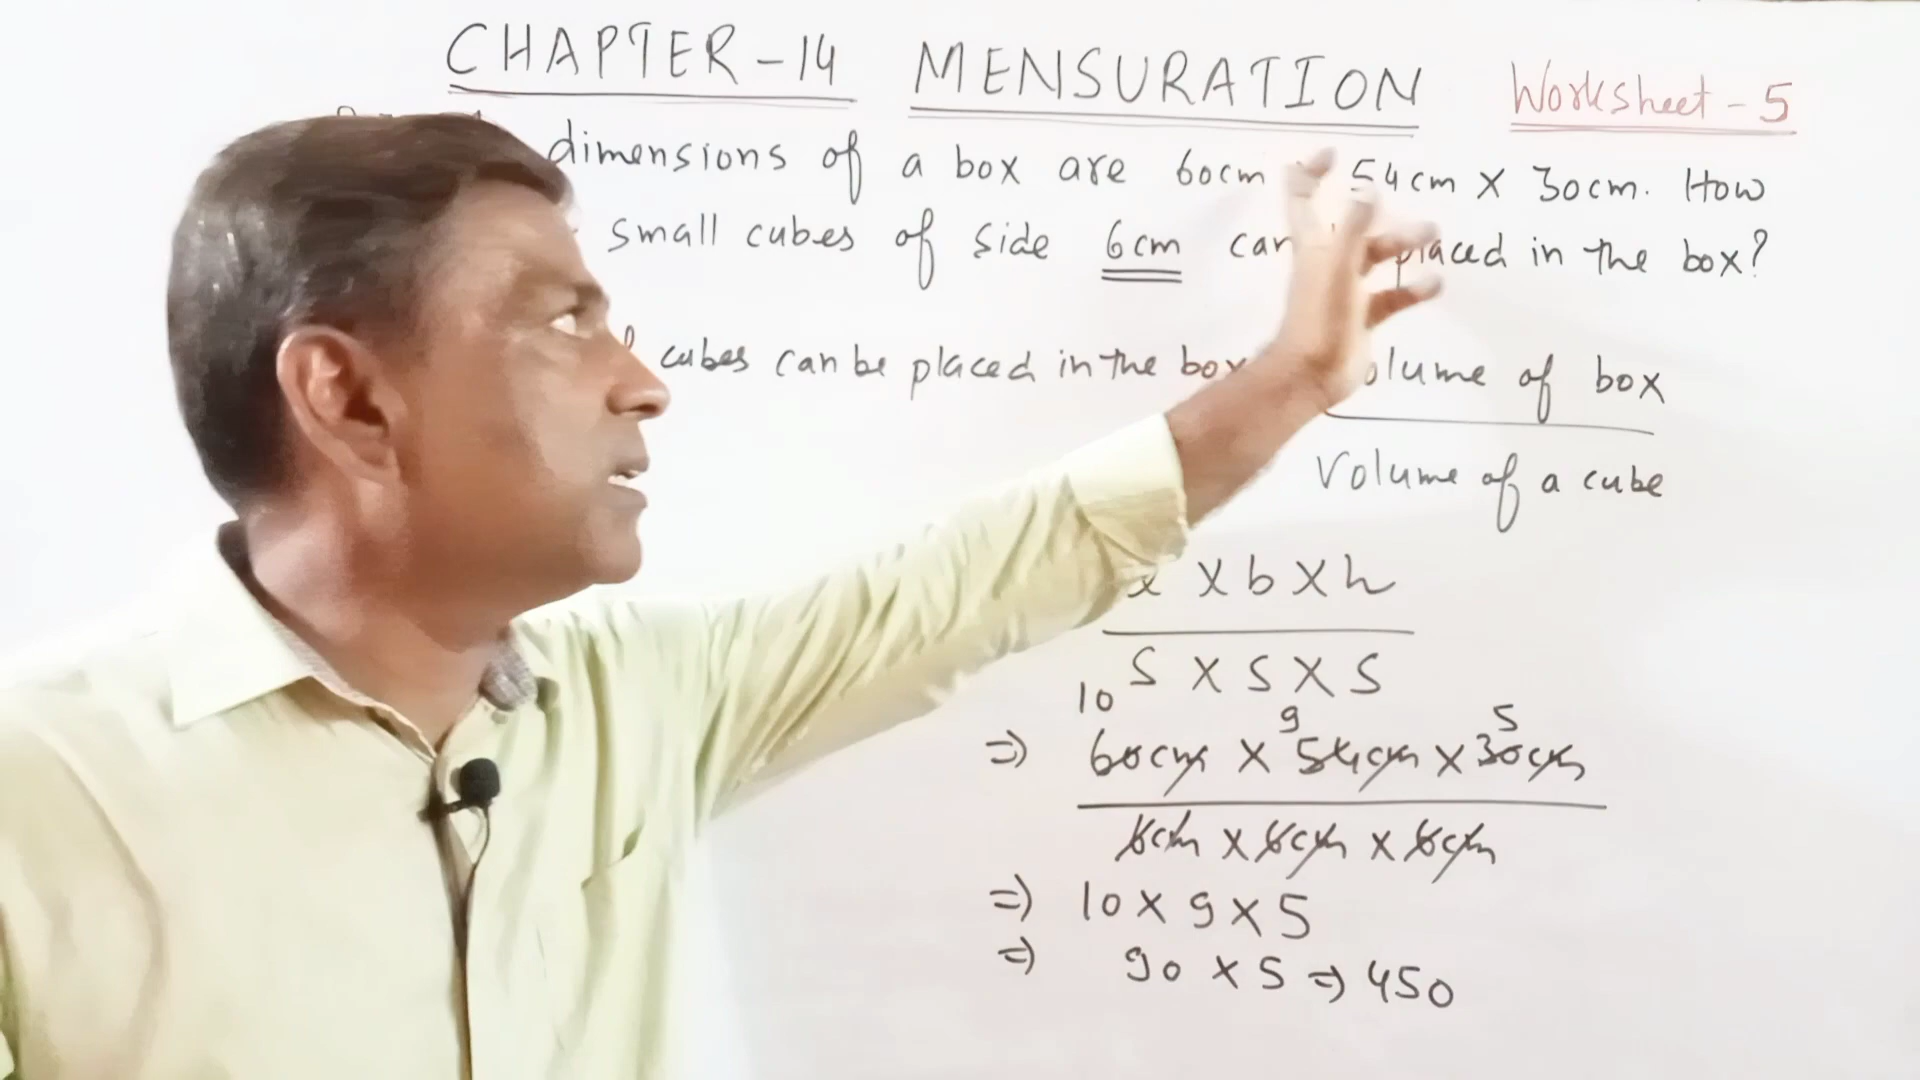 CHAPTER-14 MENSURATION Worksheet-5
dimensions of a box are 60cm 54cm X 30cm. How
small cubes of side 6cm can placed in the box?
cubes can be placed in the box
Volume of box
Volume of a cube
X b X h
S X S X S
10 9 5
=) 60cm X 54cm X 30cm
6cm X 6cm X 6cm
=) 10 X 9 X 5
=) 90 X 5 =) 450